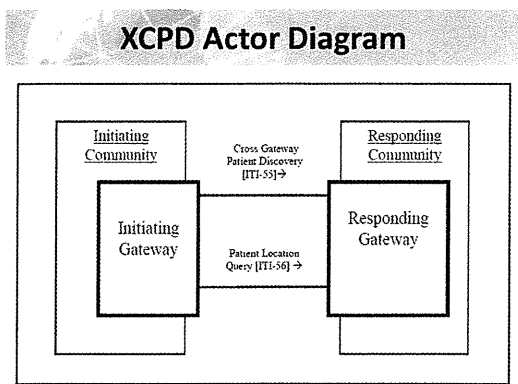 XCPD Actor Diagram
Initiating
Community
Cross Gateway
Patient Discovery
[ITI-55]→
Responding
Community
Initiating
Gateway
Responding
Gateway
Patient Location
Query [ITI-56] →